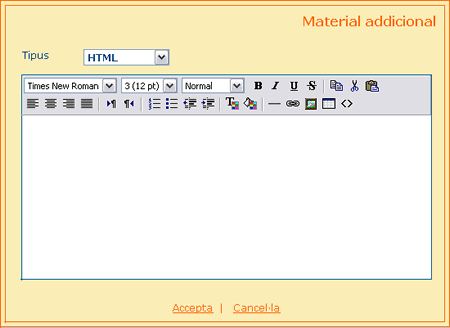 Material addicional
Tipus HTML
Times New Roman 3 (12 pt) Normal B I U S
Accepta | Cancel·la